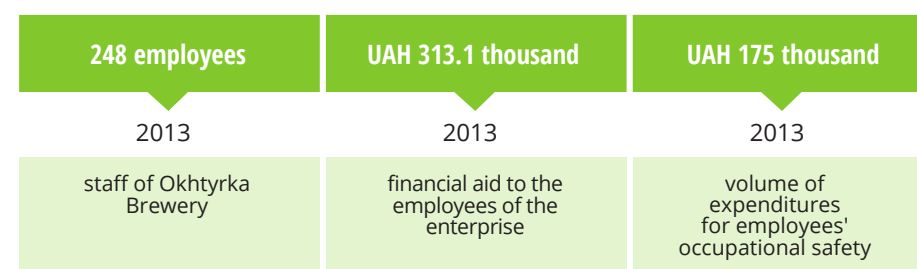 248 employees
2013
staff of Okhtyrka
Brewery
UAH 313.1 thousand
2013
financial aid to the
employees of the
enterprise
UAH 175 thousand
2013
volume of
expenditures
for employees'
occupational safety